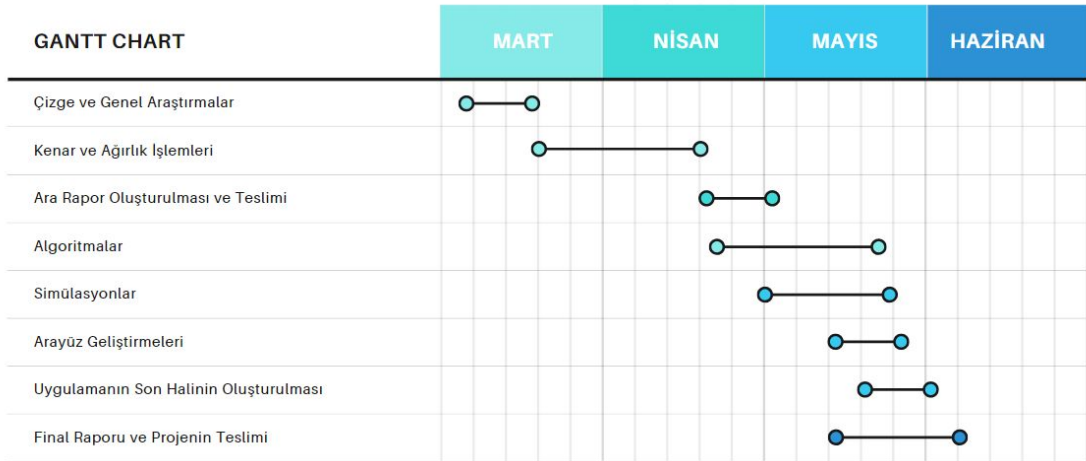 GANTT CHART
MART
NİSAN
MAYIS
HAZİRAN
Çizge ve Genel Araştırmalar
Kenar ve Ağırlık İşlemleri
Ara Rapor Oluşturulması ve Teslimi
Algoritmalar
Simülasyonlar
Arayüz Geliştirmeleri
Uygulamanın Son Halinin Oluşturulması
Final Raporu ve Projenin Teslimi